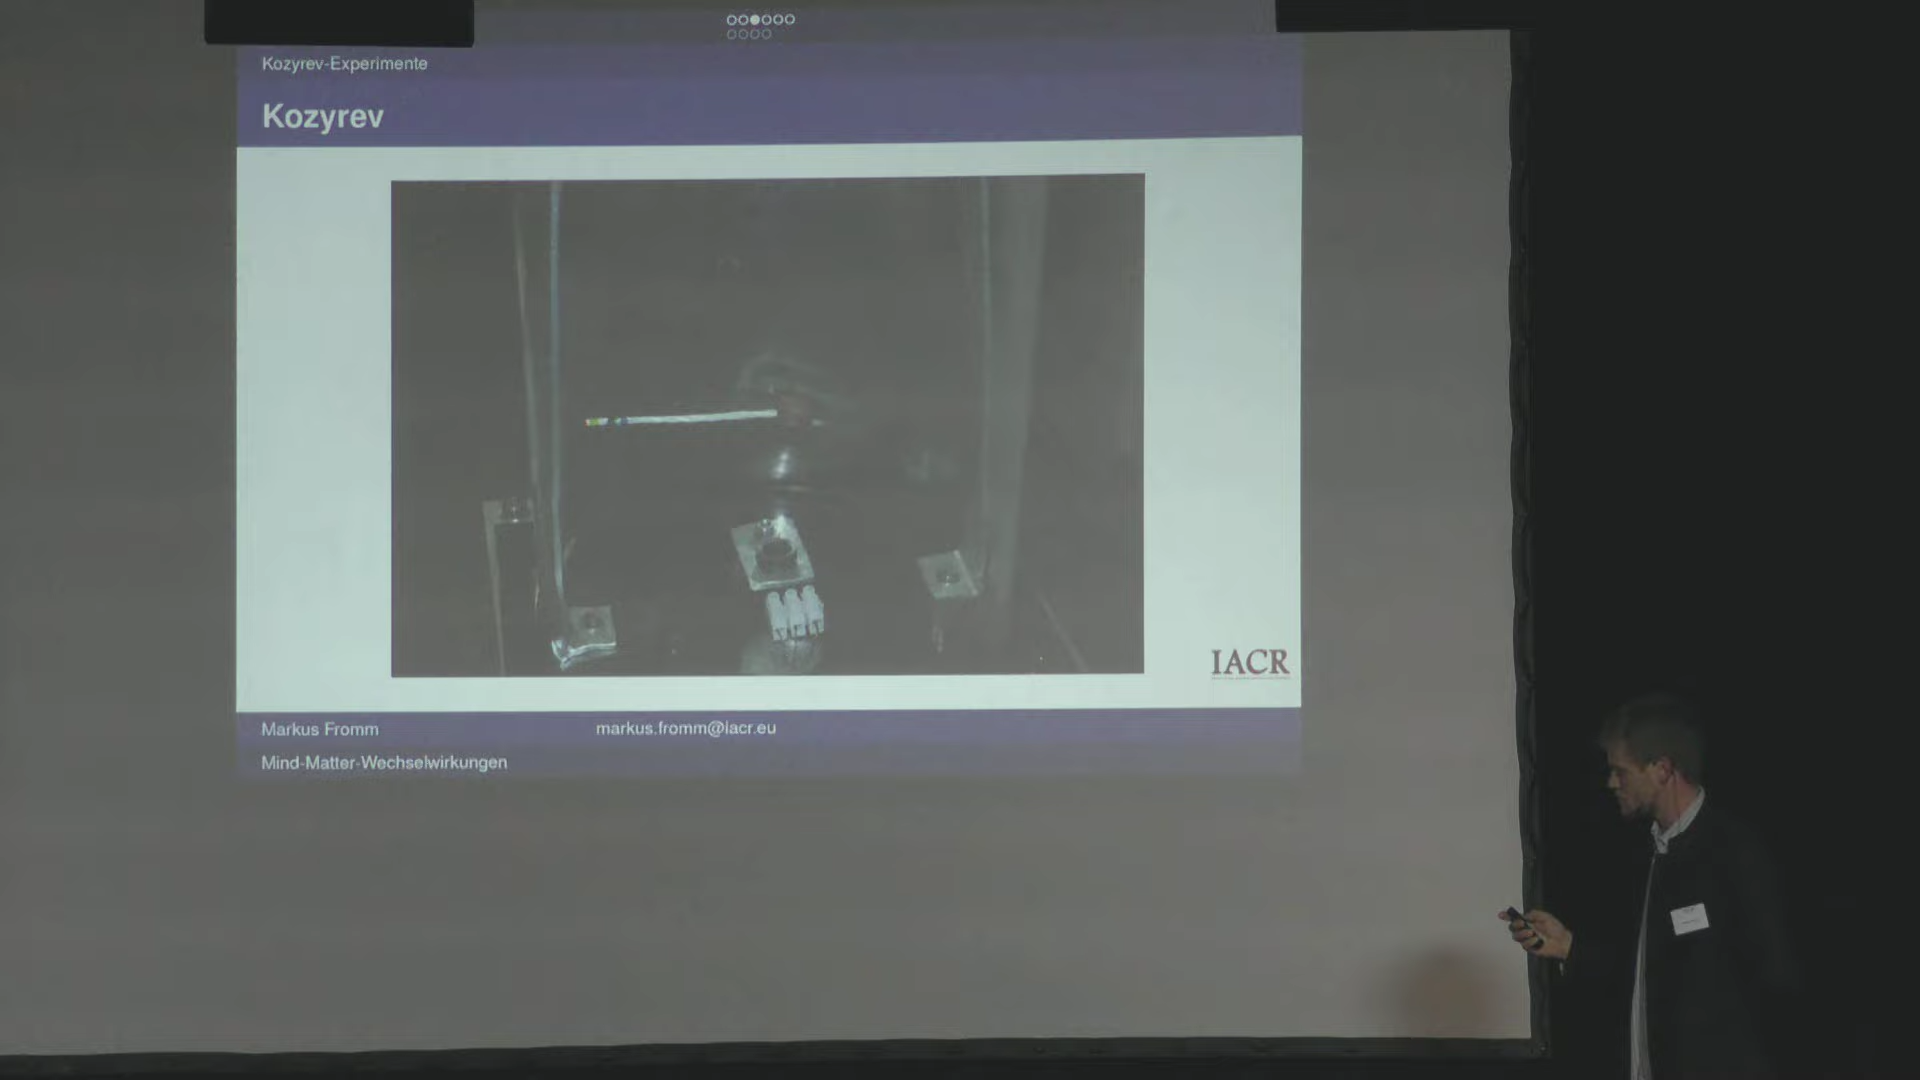 Kozyrev-Experimente
Kozyrev
IACR
Markus Fromm markus.fromm@iacr.eu
Mind-Matter-Wechselwirkungen